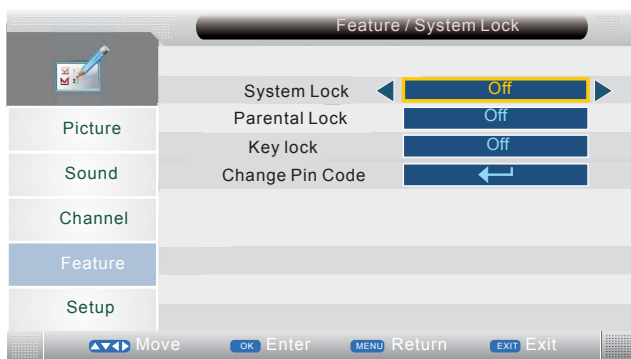 Feature / System Lock
System Lock Off
Parental Lock Off
Key lock Off
Change Pin Code
Picture
Sound
Channel
Feature
Setup
Move OK Enter MENU Return EXIT Exit